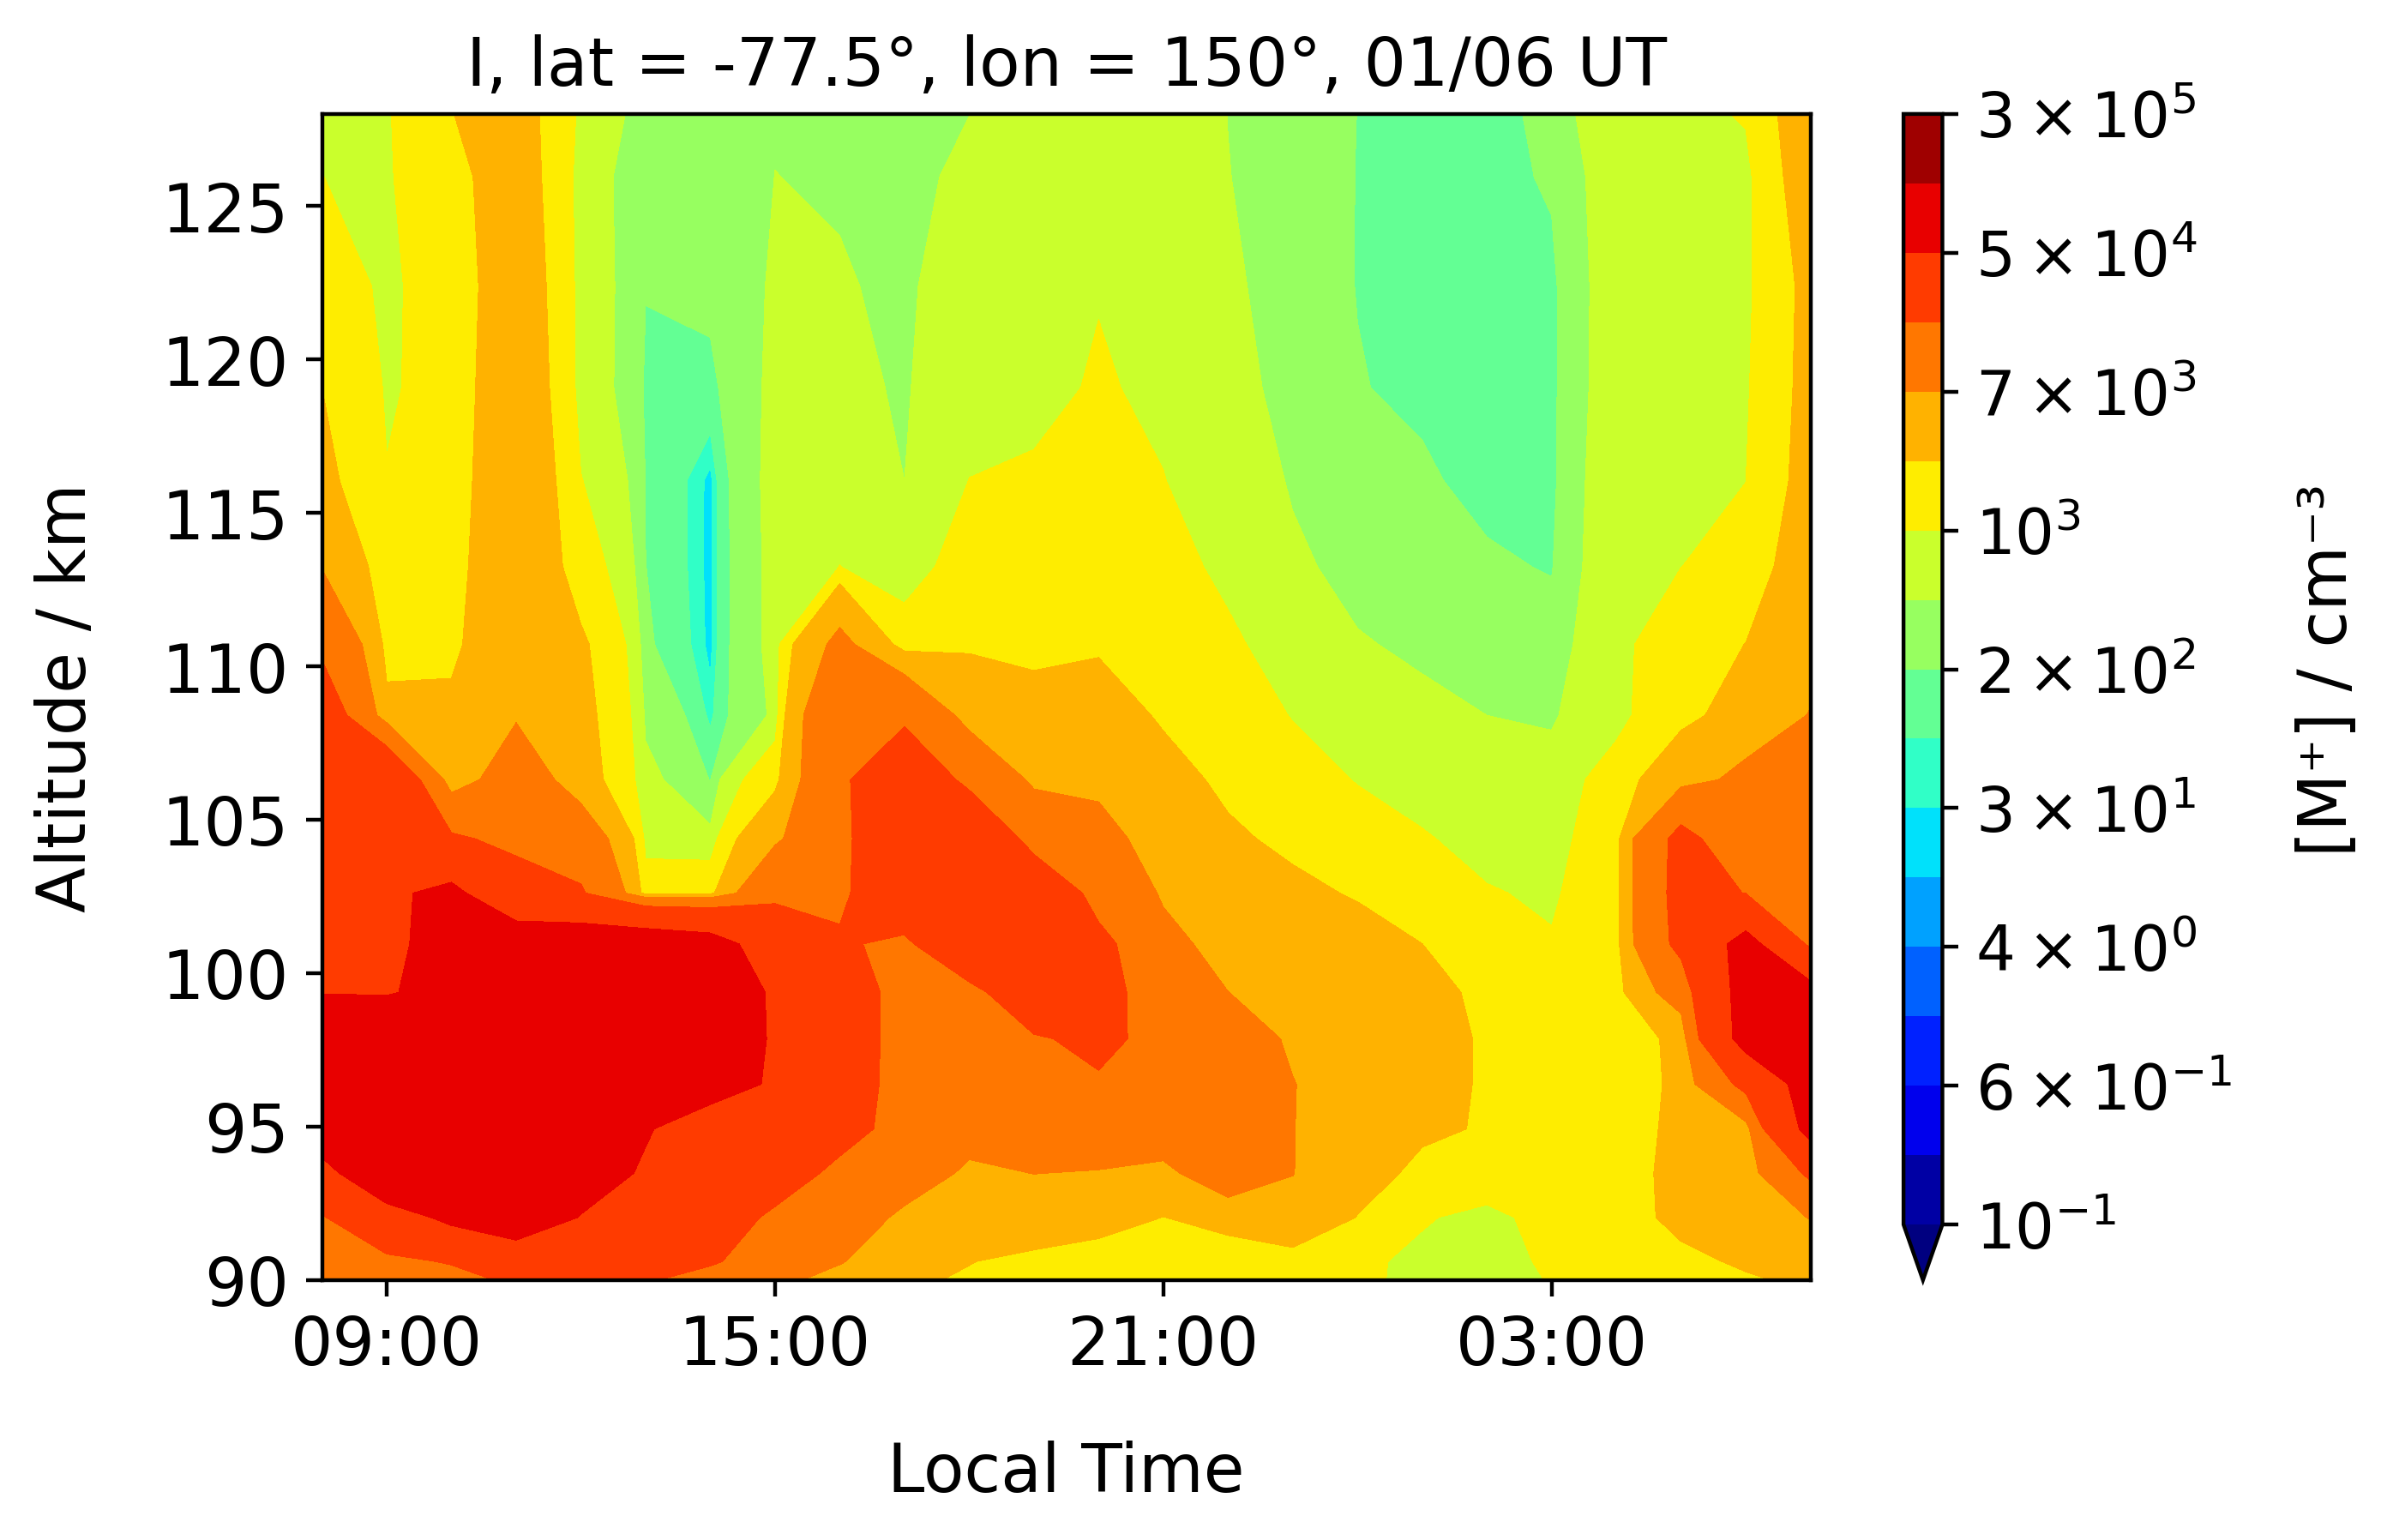 I, lat = -77.5°, lon = 150°, 01/06 UT
Altitude / km
125
120
115
110
105
100
95
90
09:00 15:00 21:00 03:00
Local Time
3 × 10⁵
5 × 10⁴
7 × 10³
10³
2 × 10²
3 × 10¹
4 × 10⁰
6 × 10⁻¹
10⁻¹
[M⁺] / cm⁻³